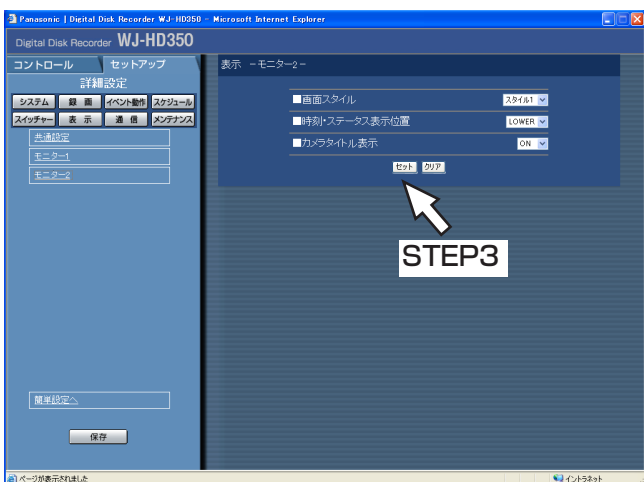 Panasonic | Digital Disk Recorder WJ-HD350 - Microsoft Internet Explorer
Digital Disk Recorder WJ-HD350
コントロール セットアップ
表示 －モニター2－
詳細設定
システム 録 画 イベント動作 スケジュール
スイッチャー 表 示 通 信 メンテナンス
共通設定
モニター1
モニター2
■画面スタイル スタイル1
■時刻・ステータス表示位置 LOWER
■カメラタイトル表示 ON
セット クリア
STEP3
簡単設定へ
保存
ページが表示されました イントラネット